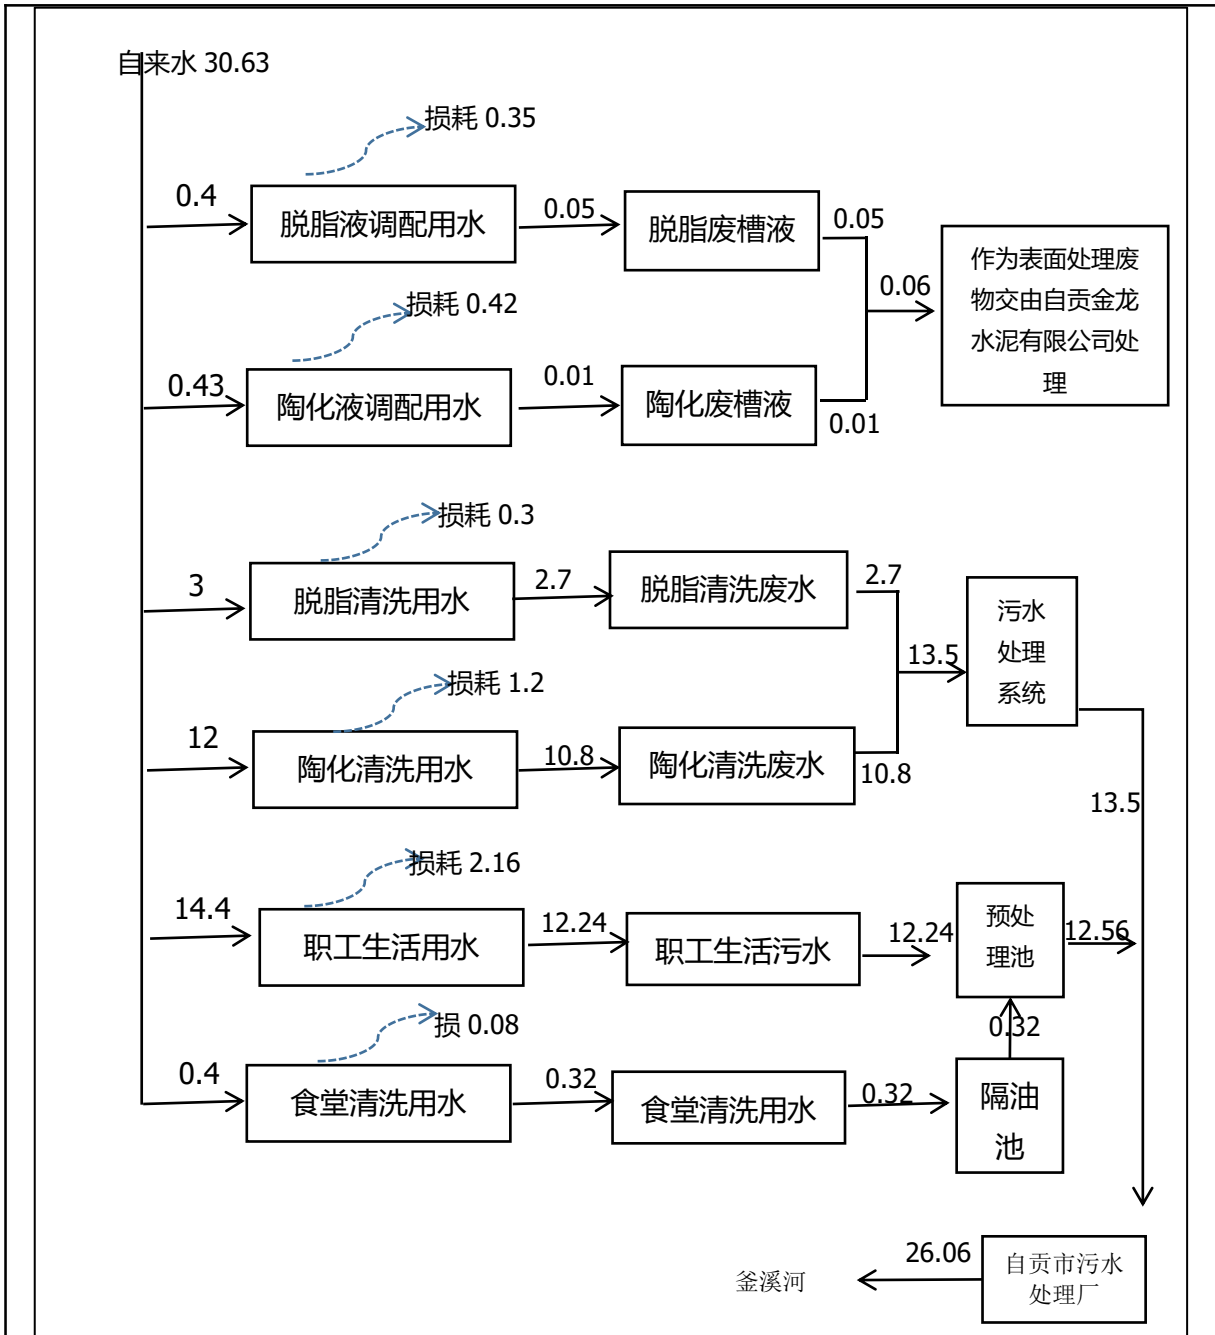 自来水 30.63
损耗 0.35
0.4
脱脂液调配用水
0.05
脱脂废槽液
0.05
作为表面处理废
物交由自贡金龙
水泥有限公司处
理
0.06
损耗 0.42
0.43
陶化液调配用水
0.01
陶化废槽液
0.01
损耗 0.3
3
脱脂清洗用水
2.7
脱脂清洗废水
2.7
污水
处理
系统
13.5
损耗 1.2
12
陶化清洗用水
10.8
陶化清洗废水
10.8
13.5
损耗 2.16
14.4
职工生活用水
12.24
职工生活污水
12.24
预处
理池
12.56
损 0.08
0.32
0.4
食堂清洗用水
0.32
食堂清洗用水
0.32
隔油
池
釜溪河
26.06
自贡市污水
处理厂